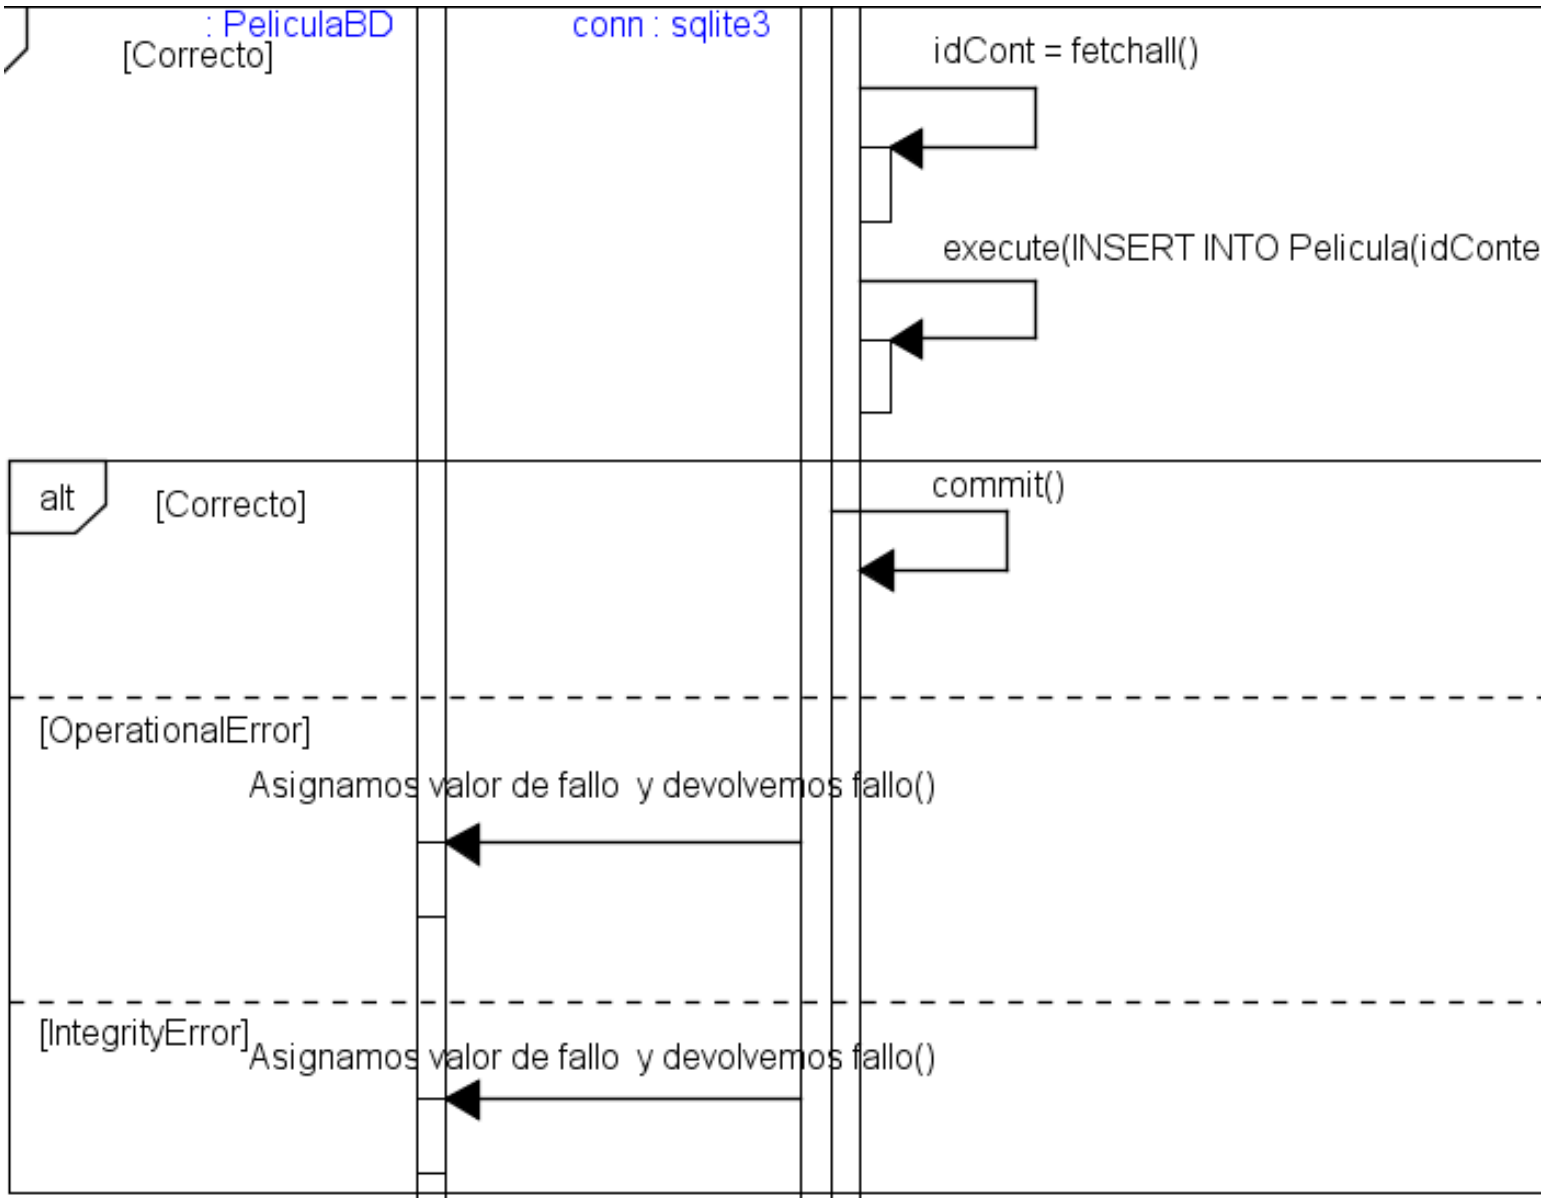 : PeliculaBD
conn : sqlite3
[Correcto]
idCont = fetchall()
execute(INSERT INTO Pelicula(idConte
alt
[Correcto]
commit()
[OperationalError]
Asignamos valor de fallo  y devolvemos fallo()
[IntegrityError]
Asignamos valor de fallo  y devolvemos fallo()